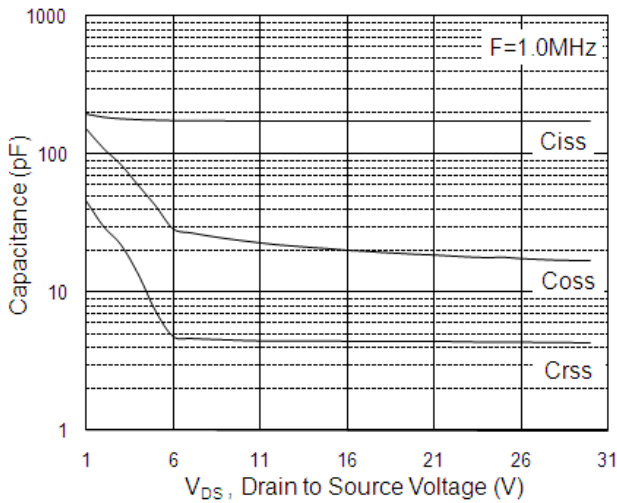 1000
F=1.0MHz
Ciss
100
Capacitance (pF)
10
Coss
Crss
1
1 6 11 16 21 26 31
VDS , Drain to Source Voltage (V)